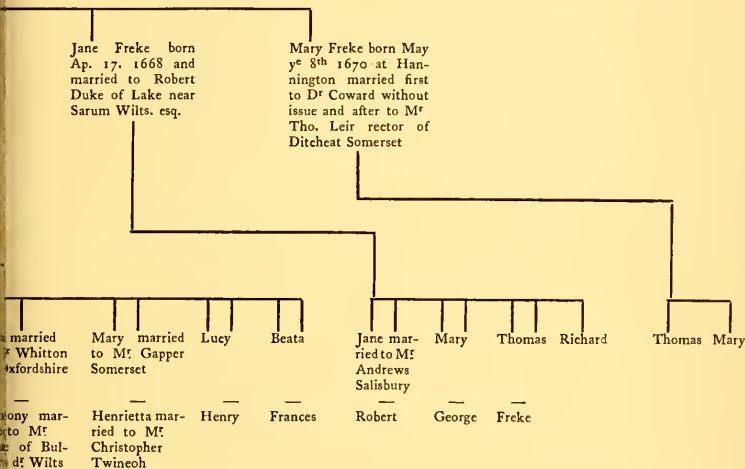 Jane Freke born
Ap. 17. 1668 and
married to Robert
Duke of Lake near
Sarum Wilts. esq.
Mary Freke born May
yᵉ 8ᵗʰ 1670 at Han-
nington married first
to Dʳ Coward without
issue and after to Mʳ
Tho. Leir rector of
Ditcheat Somerset
married
Whitton
xfordshire
Mary married
to Mʳ. Gapper
Somerset
Lucy
Beata
Jane mar-
ried to Mʳ.
Andrews
Salisbury
Mary
Thomas
Richard
Thomas
Mary
ony mar-
to Mʳ
of Bul-
Wilts
Henrietta mar-
ried to Mʳ.
Christopher
Twineoh
Henry
Frances
Robert
George
Freke